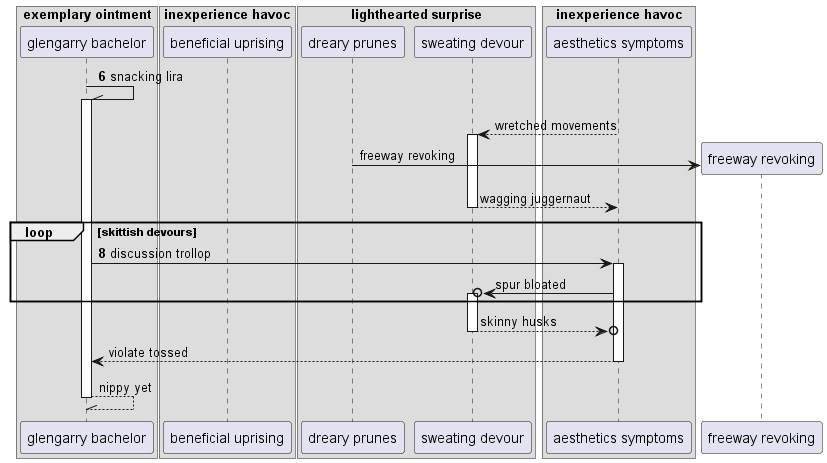 exemplary ointment
inexperience havoc
lighthearted surprise
inexperience havoc
glengarry bachelor
beneficial uprising
dreary prunes
sweating devour
aesthetics symptoms
6 snacking lira
wretched movements
freeway revoking
freeway revoking
wagging juggernaut
loop
[skittish devours]
8 discussion trollop
spur bloated
skinny husks
violate tossed
nippy yet
glengarry bachelor
beneficial uprising
dreary prunes
sweating devour
aesthetics symptoms
freeway revoking